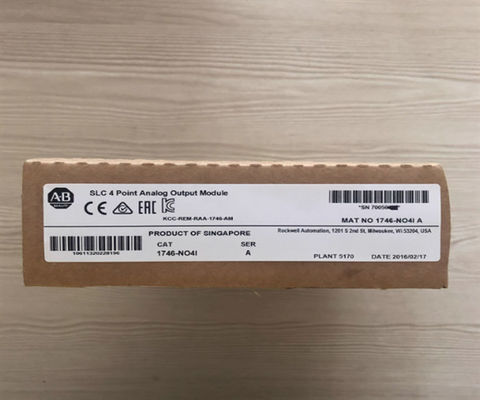 A-B
SLC 4 Point Analog Output Module
CE EAC
KCC-REM-RAA-1746-AM
MAT NO 1746-NO4I A
PRODUCT OF SINGAPORE
Rockwell Automation, 1201 S 2nd St, Milwaukee, WI 53204, USA
CAT SER
1746-NO4I A
10611320228196
PLANT 5170 DATE 2016/02/17